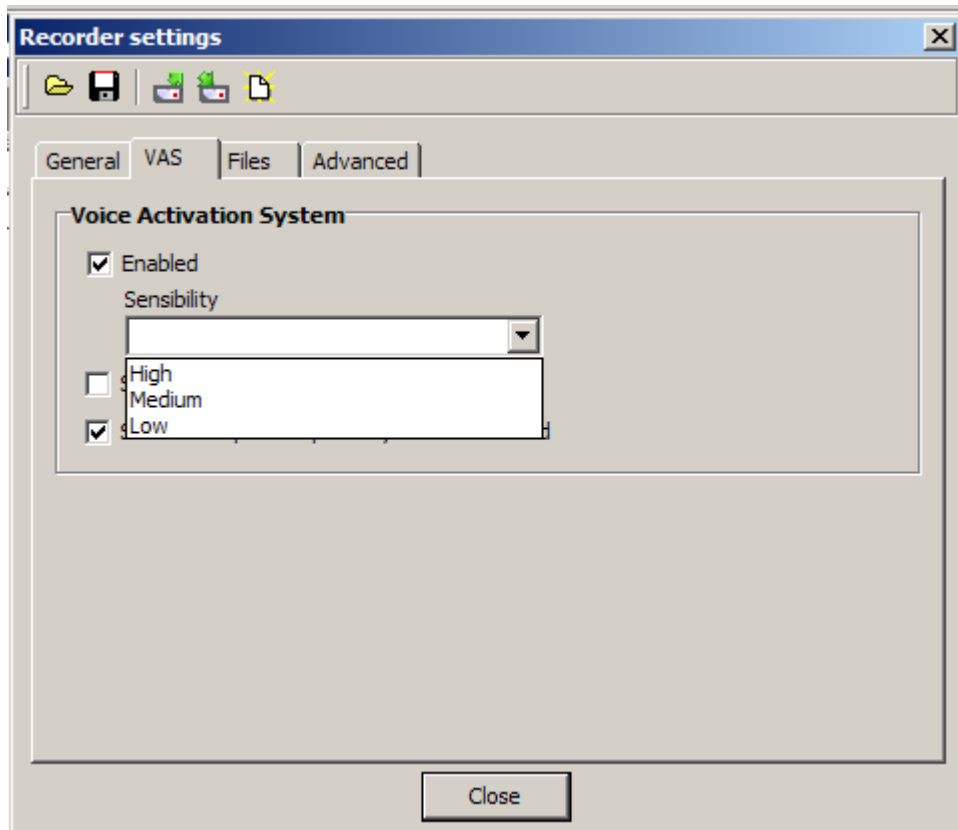 Recorder settings
General VAS Files Advanced
Voice Activation System
Enabled
Sensibility
High
Medium
Low
Close